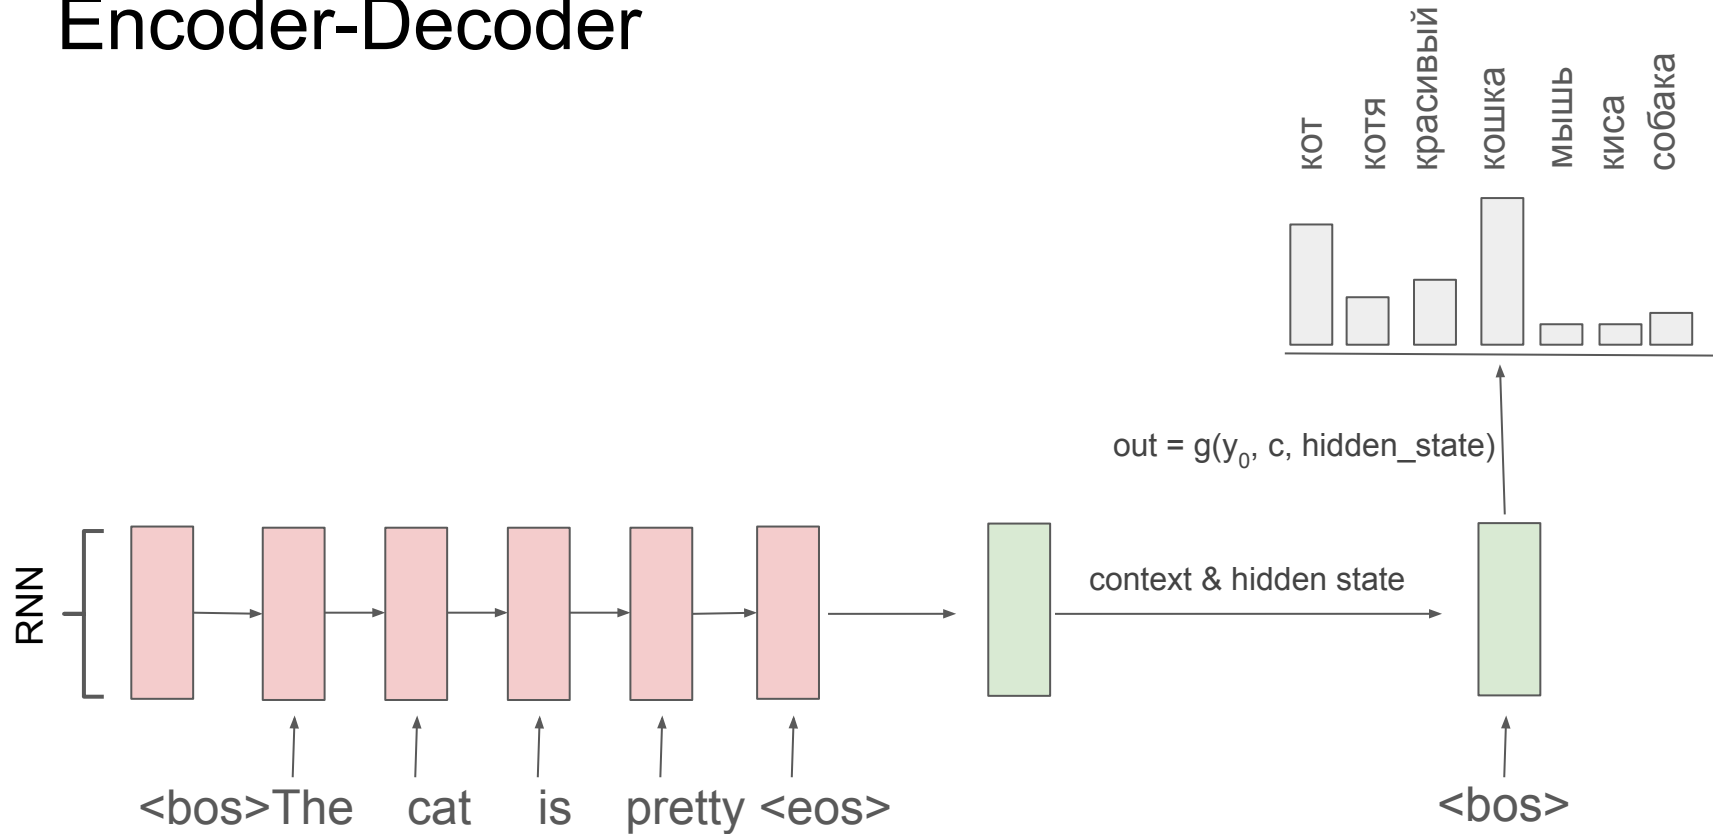 Encoder-Decoder
кот
котя
красивый
кошка
мышь
киса
собака
out = g(y₀, c, hidden_state)
RNN
context & hidden state
<bos>The cat is pretty <eos>
<bos>